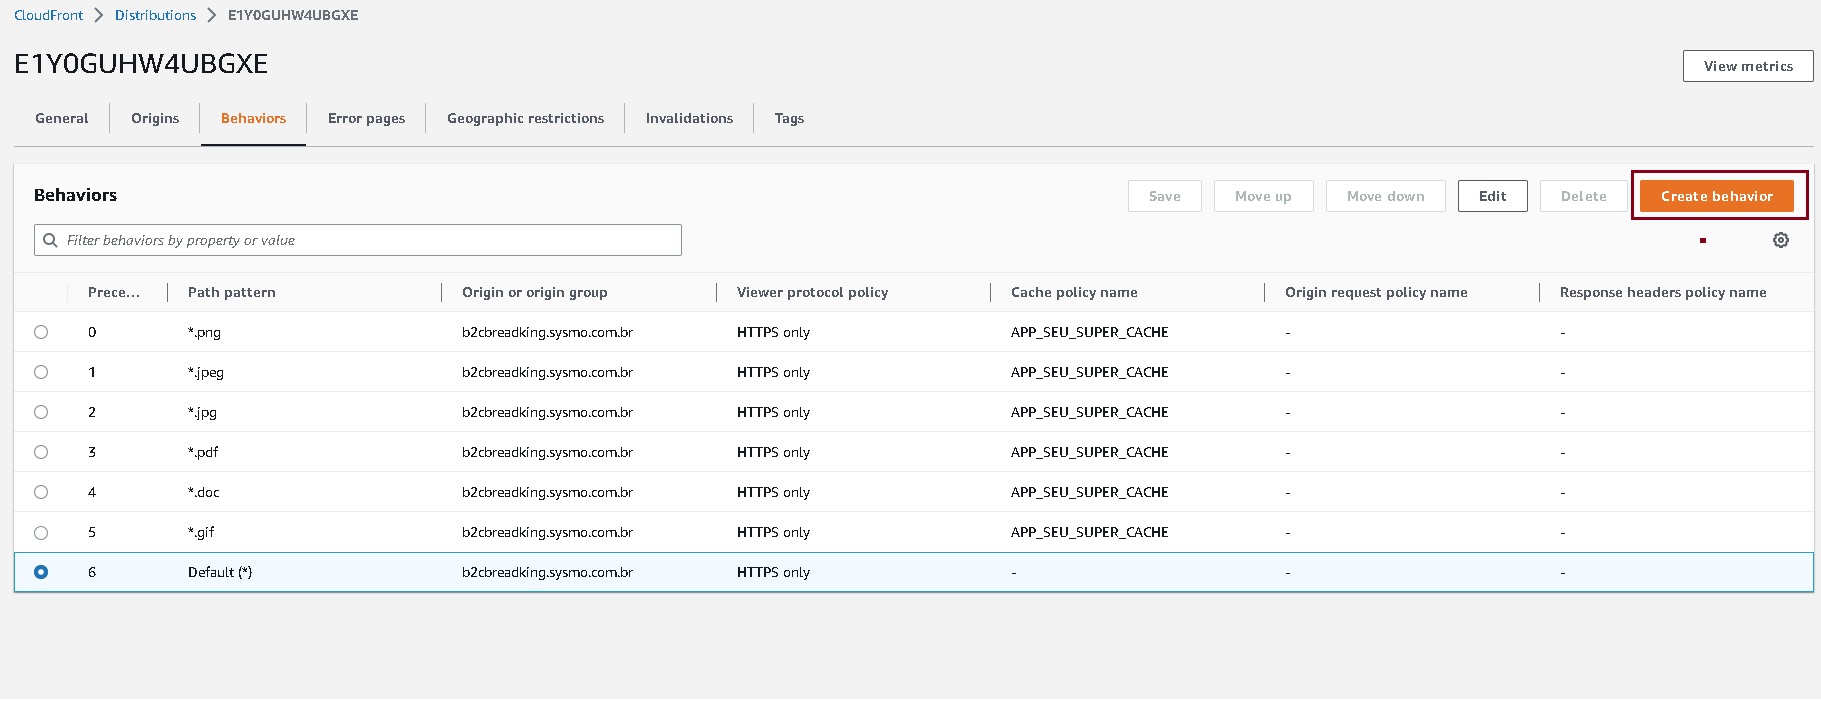 CloudFront > Distributions > E1Y0GUHW4UBGXE
E1Y0GUHW4UBGXE
View metrics
General Origins Behaviors Error pages Geographic restrictions Invalidations Tags
Behaviors
Save Move up Move down Edit Delete Create behavior
Filter behaviors by property or value
Prece... Path pattern Origin or origin group Viewer protocol policy Cache policy name Origin request policy name Response headers policy name
0 *.png b2cbreadking.sysmo.com.br HTTPS only APP_SEU_SUPER_CACHE - -
1 *.jpeg b2cbreadking.sysmo.com.br HTTPS only APP_SEU_SUPER_CACHE - -
2 *.jpg b2cbreadking.sysmo.com.br HTTPS only APP_SEU_SUPER_CACHE - -
3 *.pdf b2cbreadking.sysmo.com.br HTTPS only APP_SEU_SUPER_CACHE - -
4 *.doc b2cbreadking.sysmo.com.br HTTPS only APP_SEU_SUPER_CACHE - -
5 *.gif b2cbreadking.sysmo.com.br HTTPS only APP_SEU_SUPER_CACHE - -
6 Default (*) b2cbreadking.sysmo.com.br HTTPS only - - -